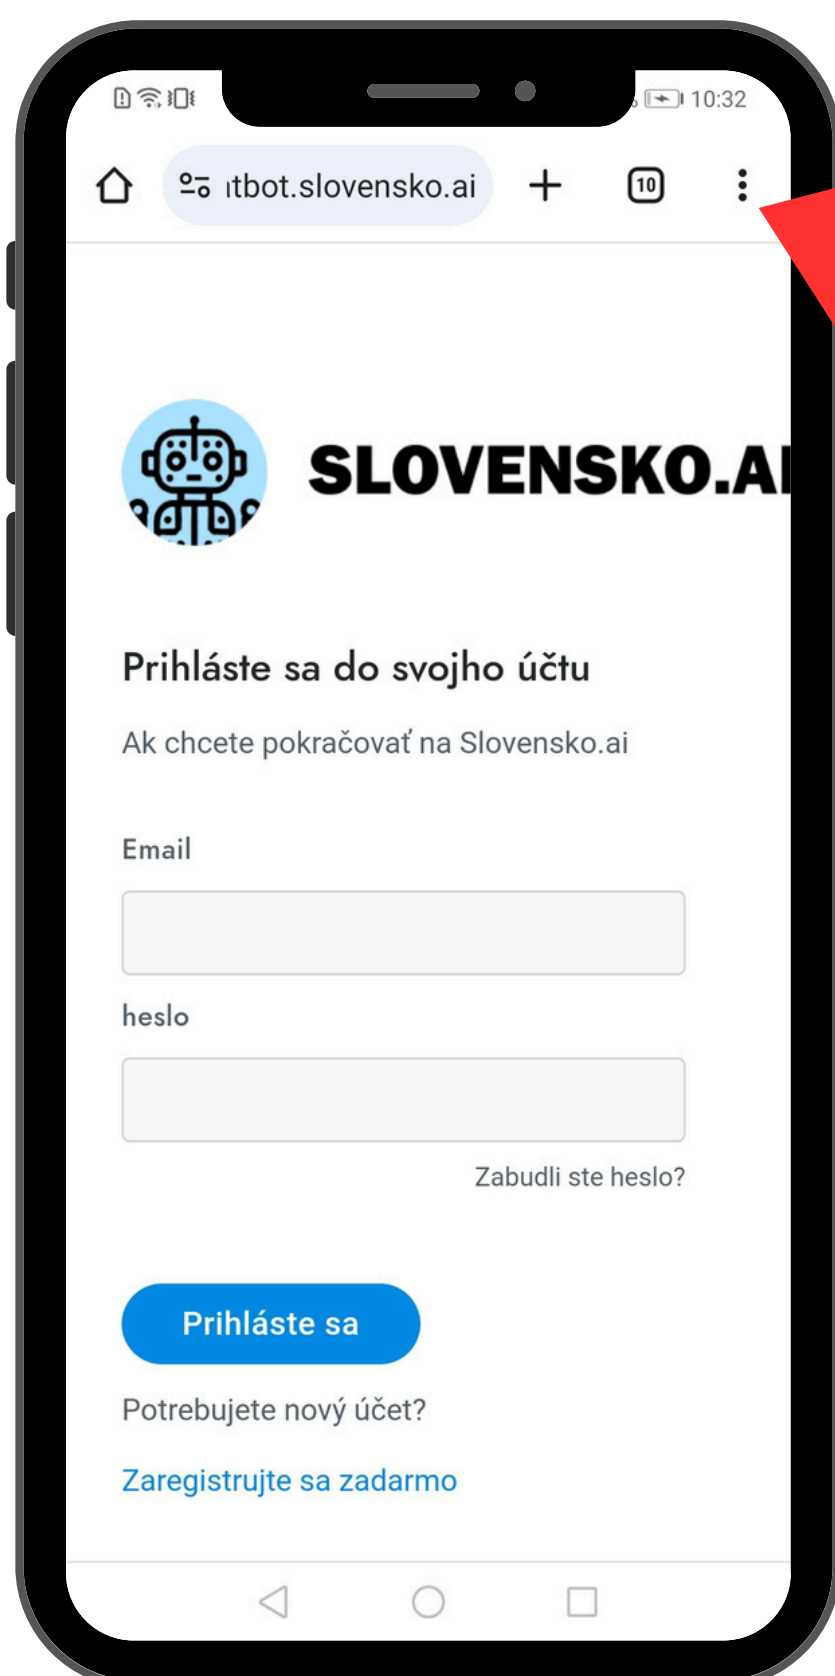 10:32
tbot.slovensko.ai
10
SLOVENSKO.AI
Prihláste sa do svojho účtu
Ak chcete pokračovať na Slovensko.ai
Email
heslo
Zabudli ste heslo?
Prihláste sa
Potrebujete nový účet?
Zaregistrujte sa zadarmo